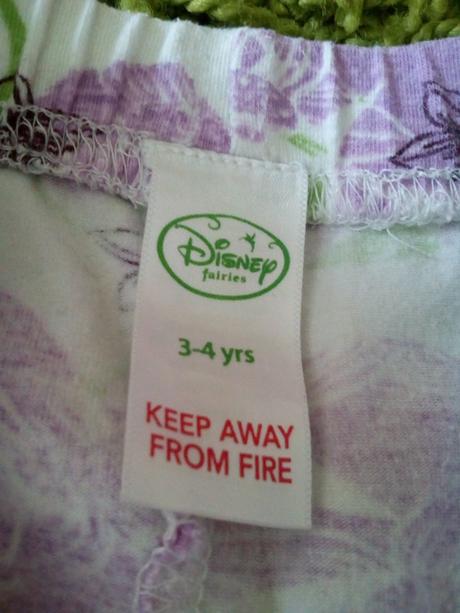 Disney
fairies
3-4 yrs
KEEP AWAY
FROM FIRE